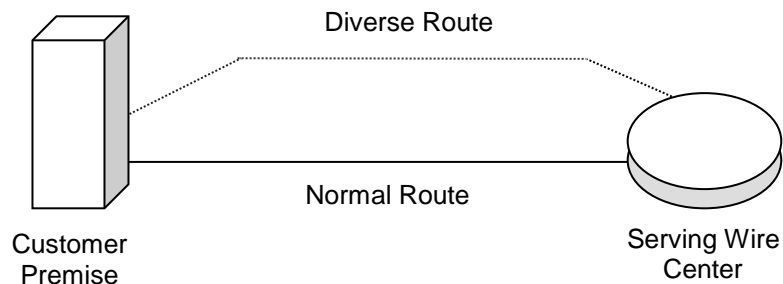 Diverse Route
Normal Route
Customer
Premise
Serving Wire
Center